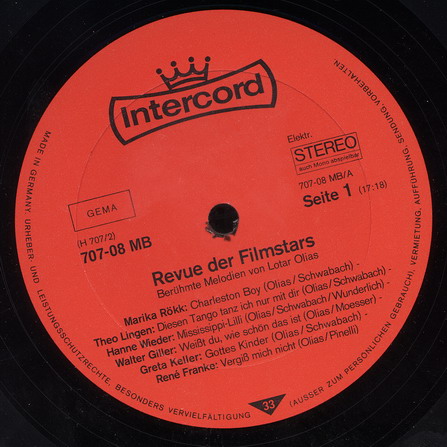 Intercord
Elektr.
STEREO
auch Mono abspielbar
707-08 MB/A
Seite 1 (17:18)
GEMA
(H 707/2)
707-08 MB
Revue der Filmstars
Berühmte Melodien von Lotar Olias
Marika Rökk: Charleston Boy (Olias/Schwabach) -
Theo Lingen: Diesen Tango tanz ich nur mit dir (Olias/Schwabach) -
Hanne Wieder: Mississippi-Lilli (Olias/Schwabach/Wunderlich) -
Walter Giller: Weißt du, wie schön das ist (Olias/Moesser) -
Greta Keller: Gottes Kinder (Olias/Schwabach) -
René Franke: Vergiß mich nicht (Olias/Pinelli)
33
MADE IN GERMANY. URHEBER- UND LEISTUNGSSCHUTZRECHTE, BESONDERS VERVIELFÄLTIGUNG
(AUSSER ZUM PERSÖNLICHEN GEBRAUCH), VERMIETUNG, AUFFÜHRUNG, SENDUNG VORBEHALTEN.